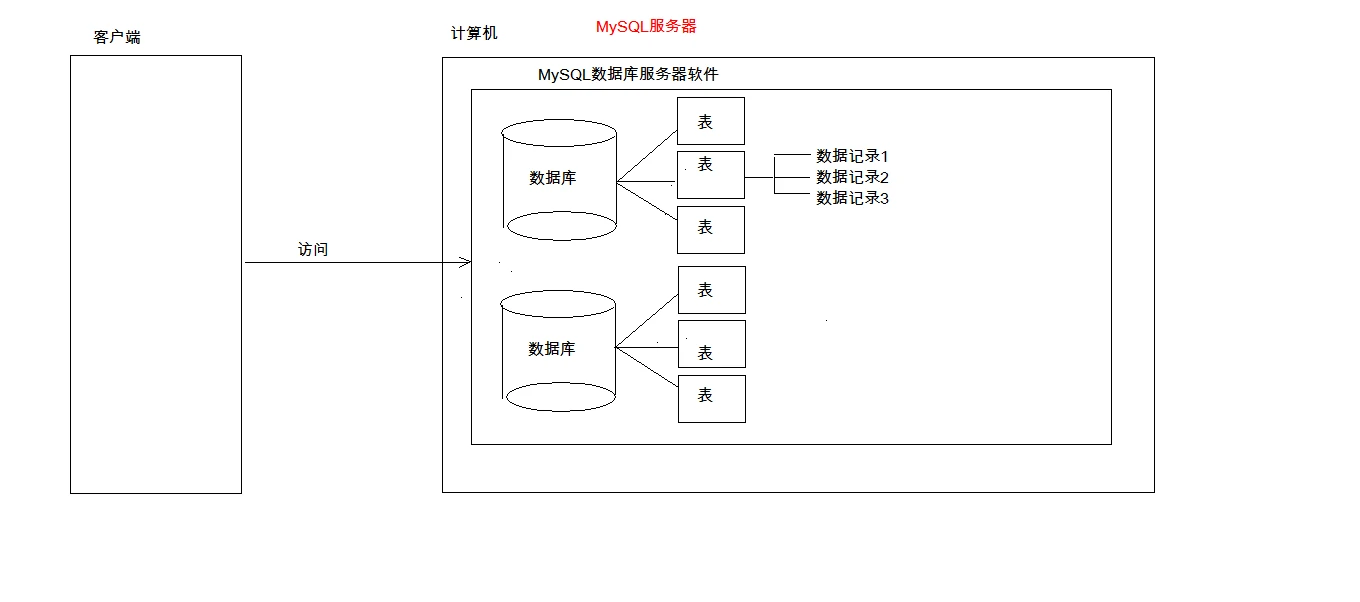 客户端
计算机
MySQL服务器
MySQL数据库服务器软件
表
数据库
表
数据记录1
数据记录2
数据记录3
表
访问
表
数据库
表
表